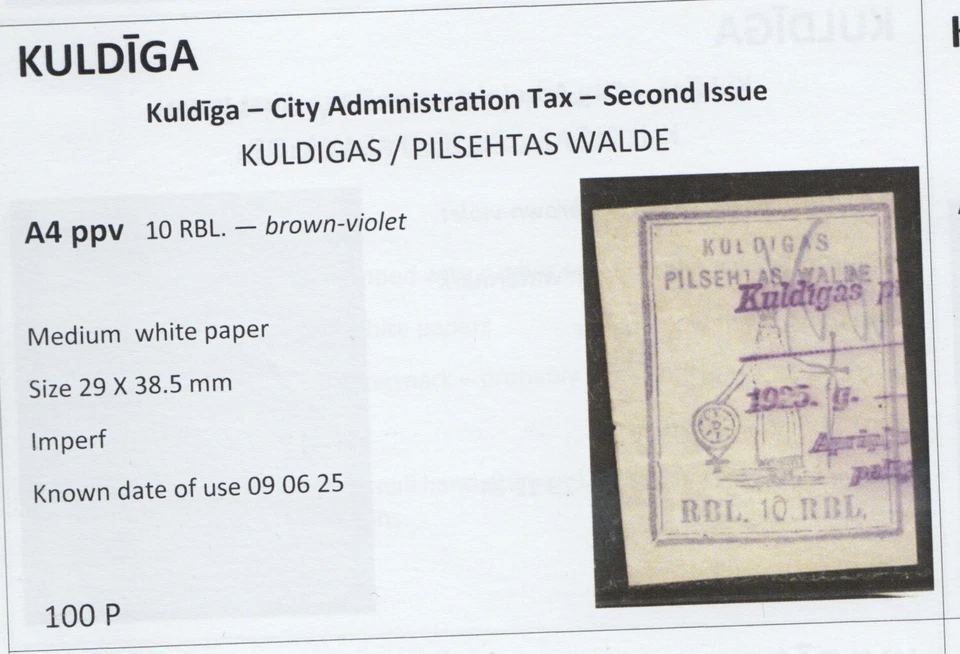 KULDĪGA
Kuldīga – City Administration Tax – Second Issue
KULDIGAS / PILSEHTAS WALDE
A4 ppv 10 RBL. — brown-violet
Medium white paper
Size 29 X 38.5 mm
Imperf
Known date of use 09 06 25
100 P
KULDIGAS
PILSEHTAS WALDE
Kuldīgas
1925. g.
RBL. 10 RBL.